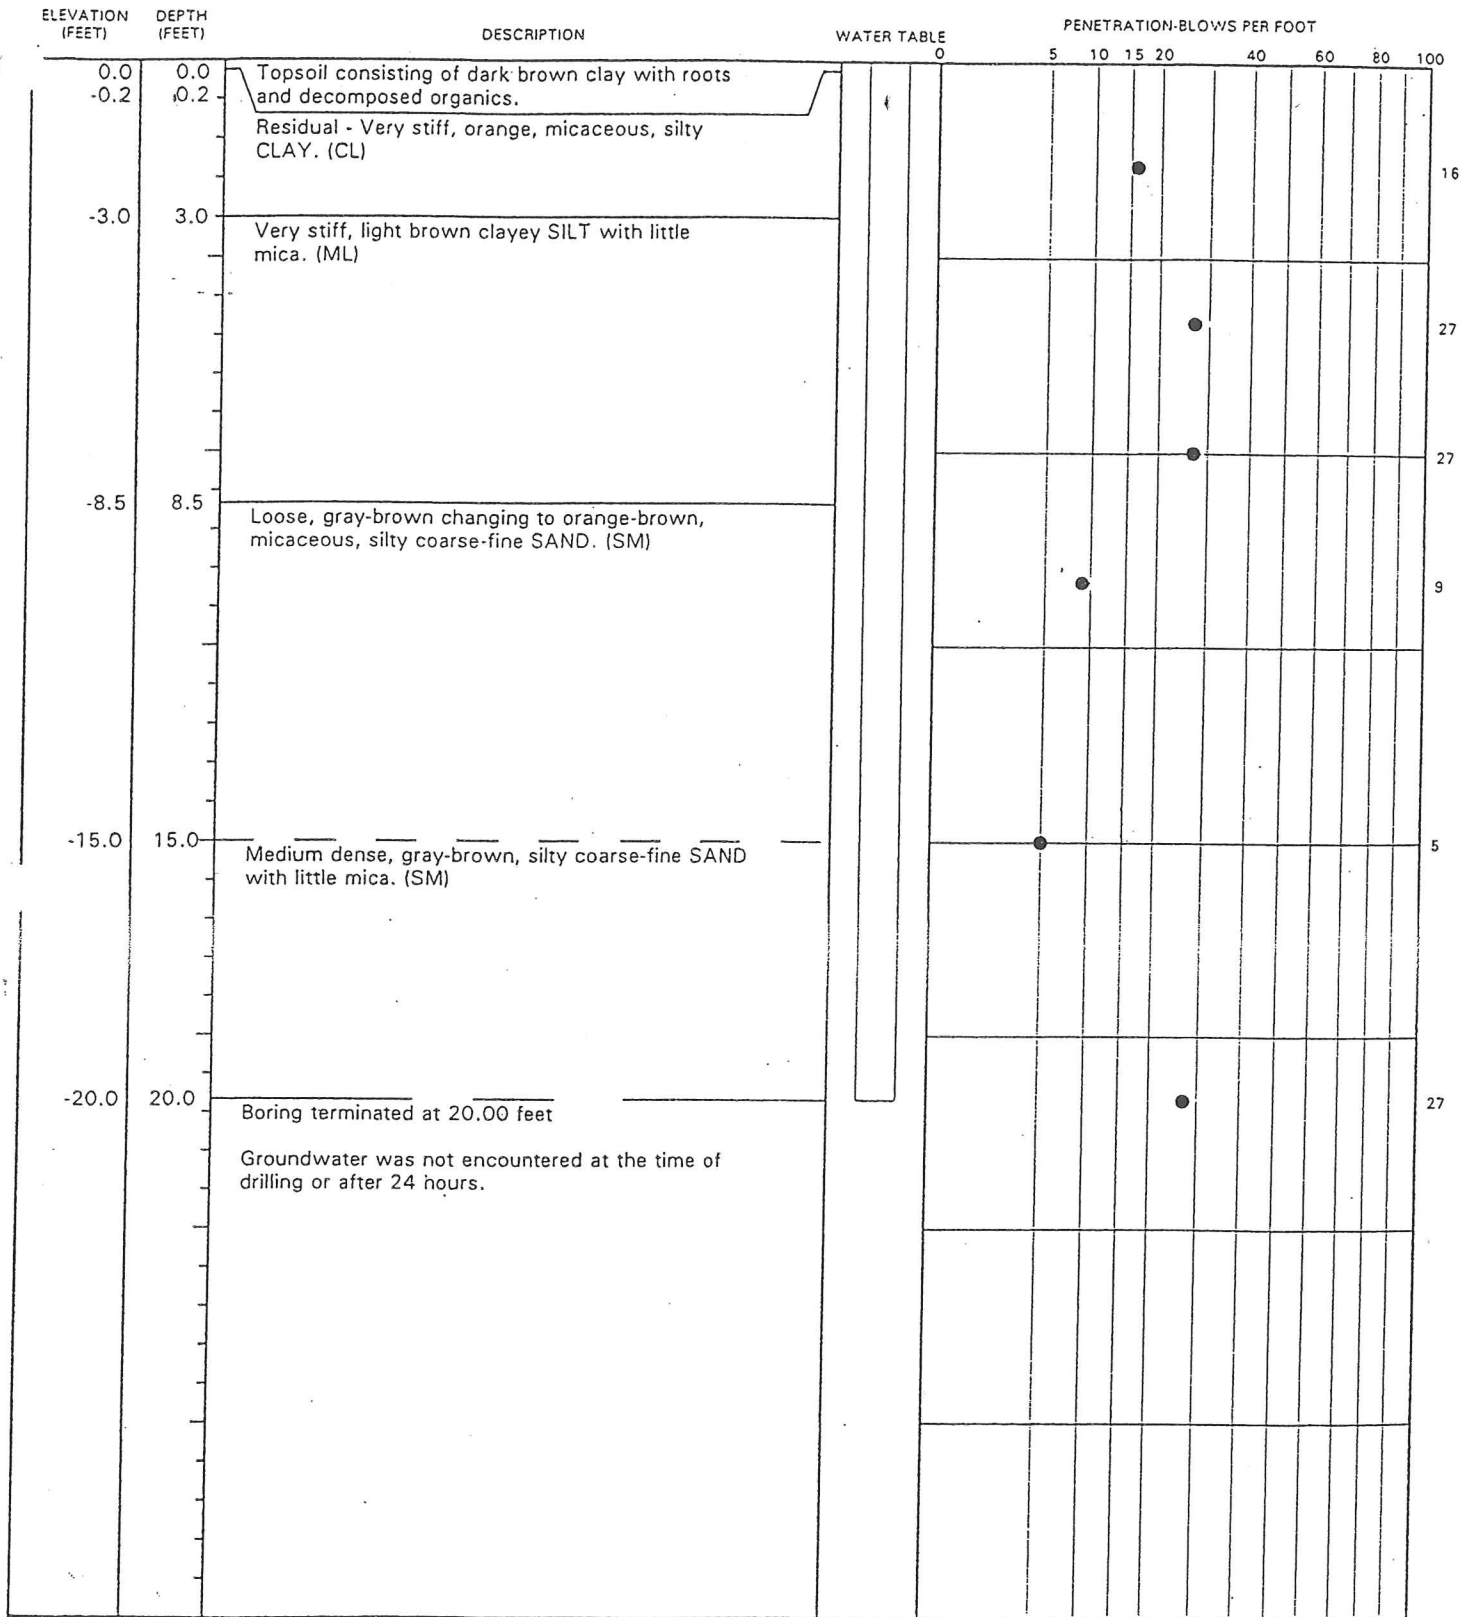 ELEVATION DEPTH PENETRATION-BLOWS PER FOOT
(FEET) (FEET) DESCRIPTION WATER TABLE
0 5 10 15 20 40 60 80 100
0.0 0.0 Topsoil consisting of dark brown clay with roots
-0.2 0.2 and decomposed organics.
Residual - Very stiff, orange, micaceous, silty
CLAY. (CL)
16
-3.0 3.0
Very stiff, light brown clayey SILT with little
mica. (ML)
27
27
-8.5 8.5
Loose, gray-brown changing to orange-brown,
micaceous, silty coarse-fine SAND. (SM)
9
-15.0 15.0 5
Medium dense, gray-brown, silty coarse-fine SAND
with little mica. (SM)
-20.0 20.0 27
Boring terminated at 20.00 feet
Groundwater was not encountered at the time of
drilling or after 24 hours.